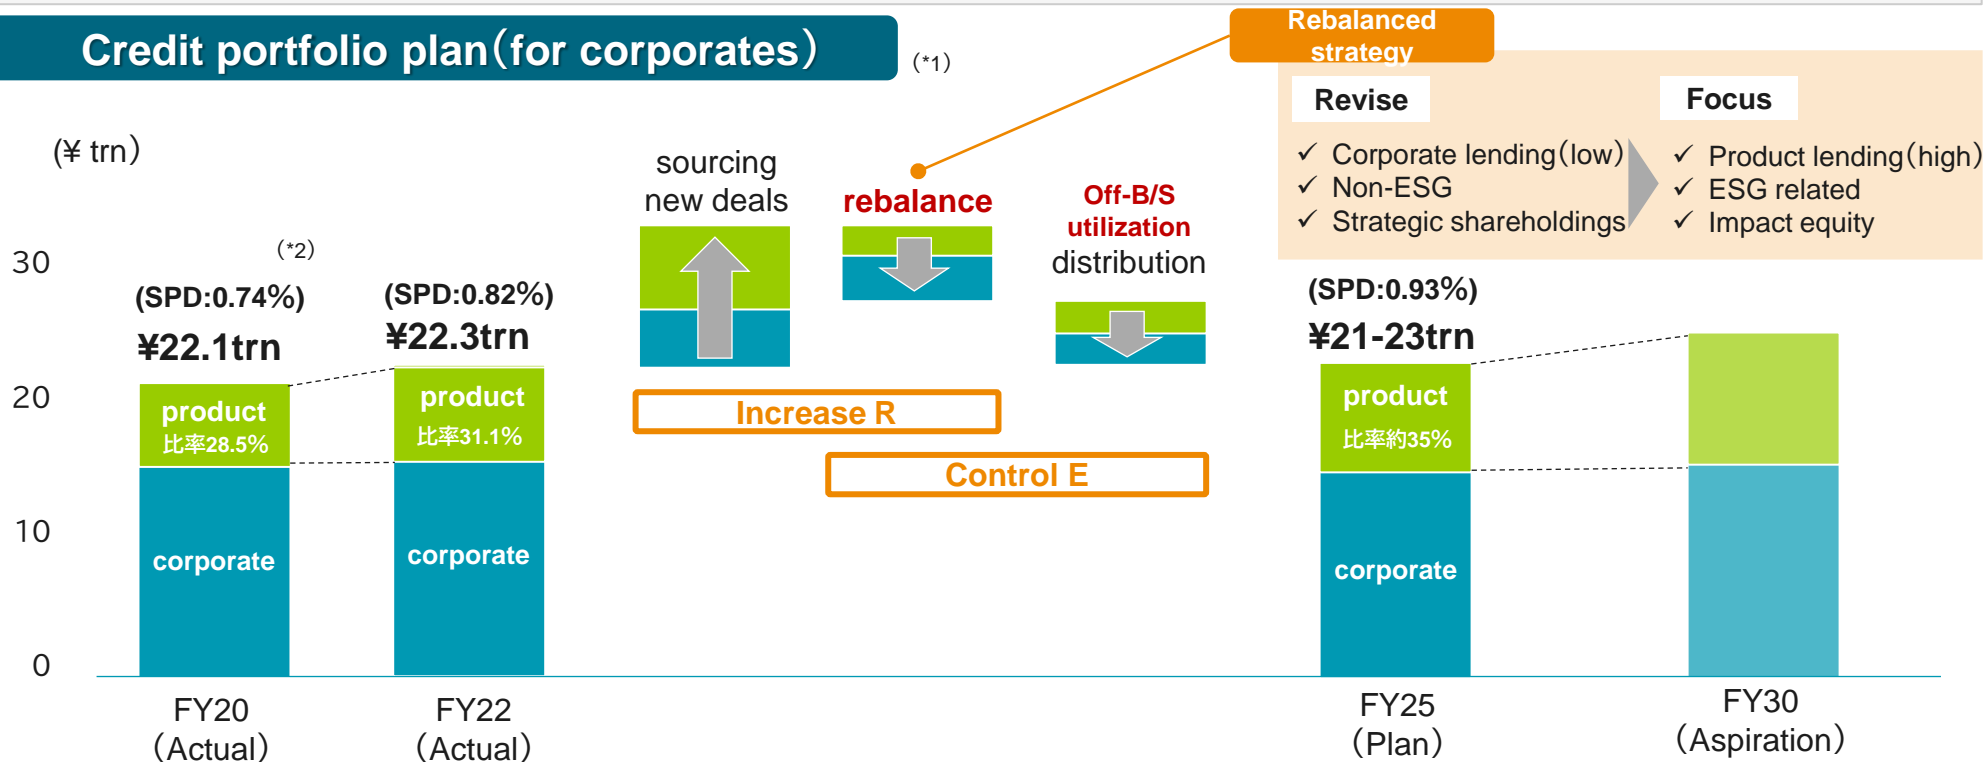 Credit portfolio plan（for corporates）
（*1）
Rebalanced
strategy
Revise
Focus
✓ Corporate lending（low）
✓ Non-ESG
✓ Strategic shareholdings
✓ Product lending（high）
✓ ESG related
✓ Impact equity
(¥ trn）
30
20
10
0
（*2）
(SPD:0.74%)
¥22.1trn
product
比率28.5%
corporate
FY20
（Actual）
(SPD:0.82%)
¥22.3trn
product
比率31.1%
corporate
FY22
（Actual）
sourcing
new deals
rebalance
Off-B/S
utilization
distribution
Increase R
Control E
(SPD:0.93%)
¥21-23trn
product
比率約35%
corporate
FY25
（Plan）
FY30
（Aspiration）